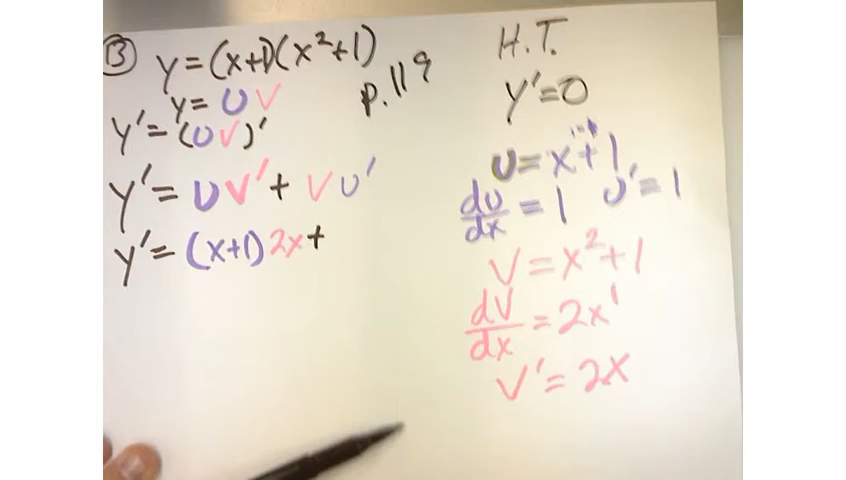 13 y=(x+1)(x²+1)
p.119
y= U V
y'=(UV)'
y'= UV'+ VU'
y'=(x+1)2x+
H.T.
y'=0
U=x+1
dU/dx = 1 U'=1
V=x²+1
dV/dx =2x¹
V'=2x